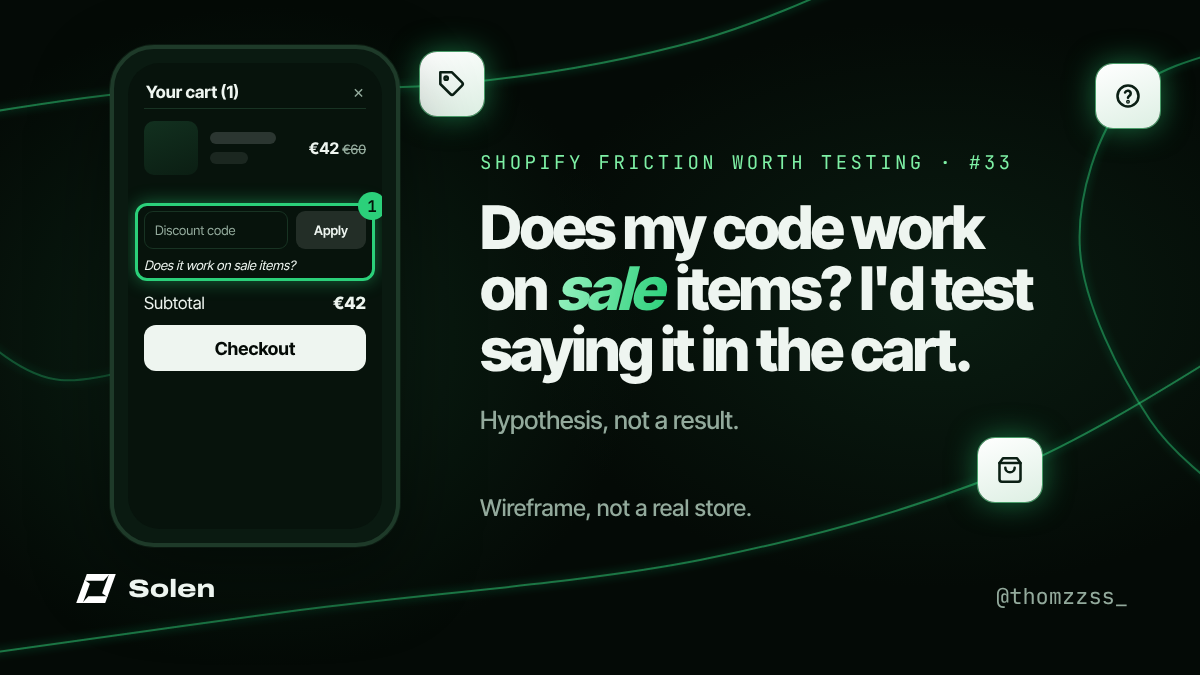 Your cart (1) ×
€42 €60
1
Discount code Apply
Does it work on sale items?
Subtotal €42
Checkout
SHOPIFY FRICTION WORTH TESTING · #33
Does my code work
on sale items? I'd test
saying it in the cart.
Hypothesis, not a result.
Wireframe, not a real store.
Solen
@thomzzss_